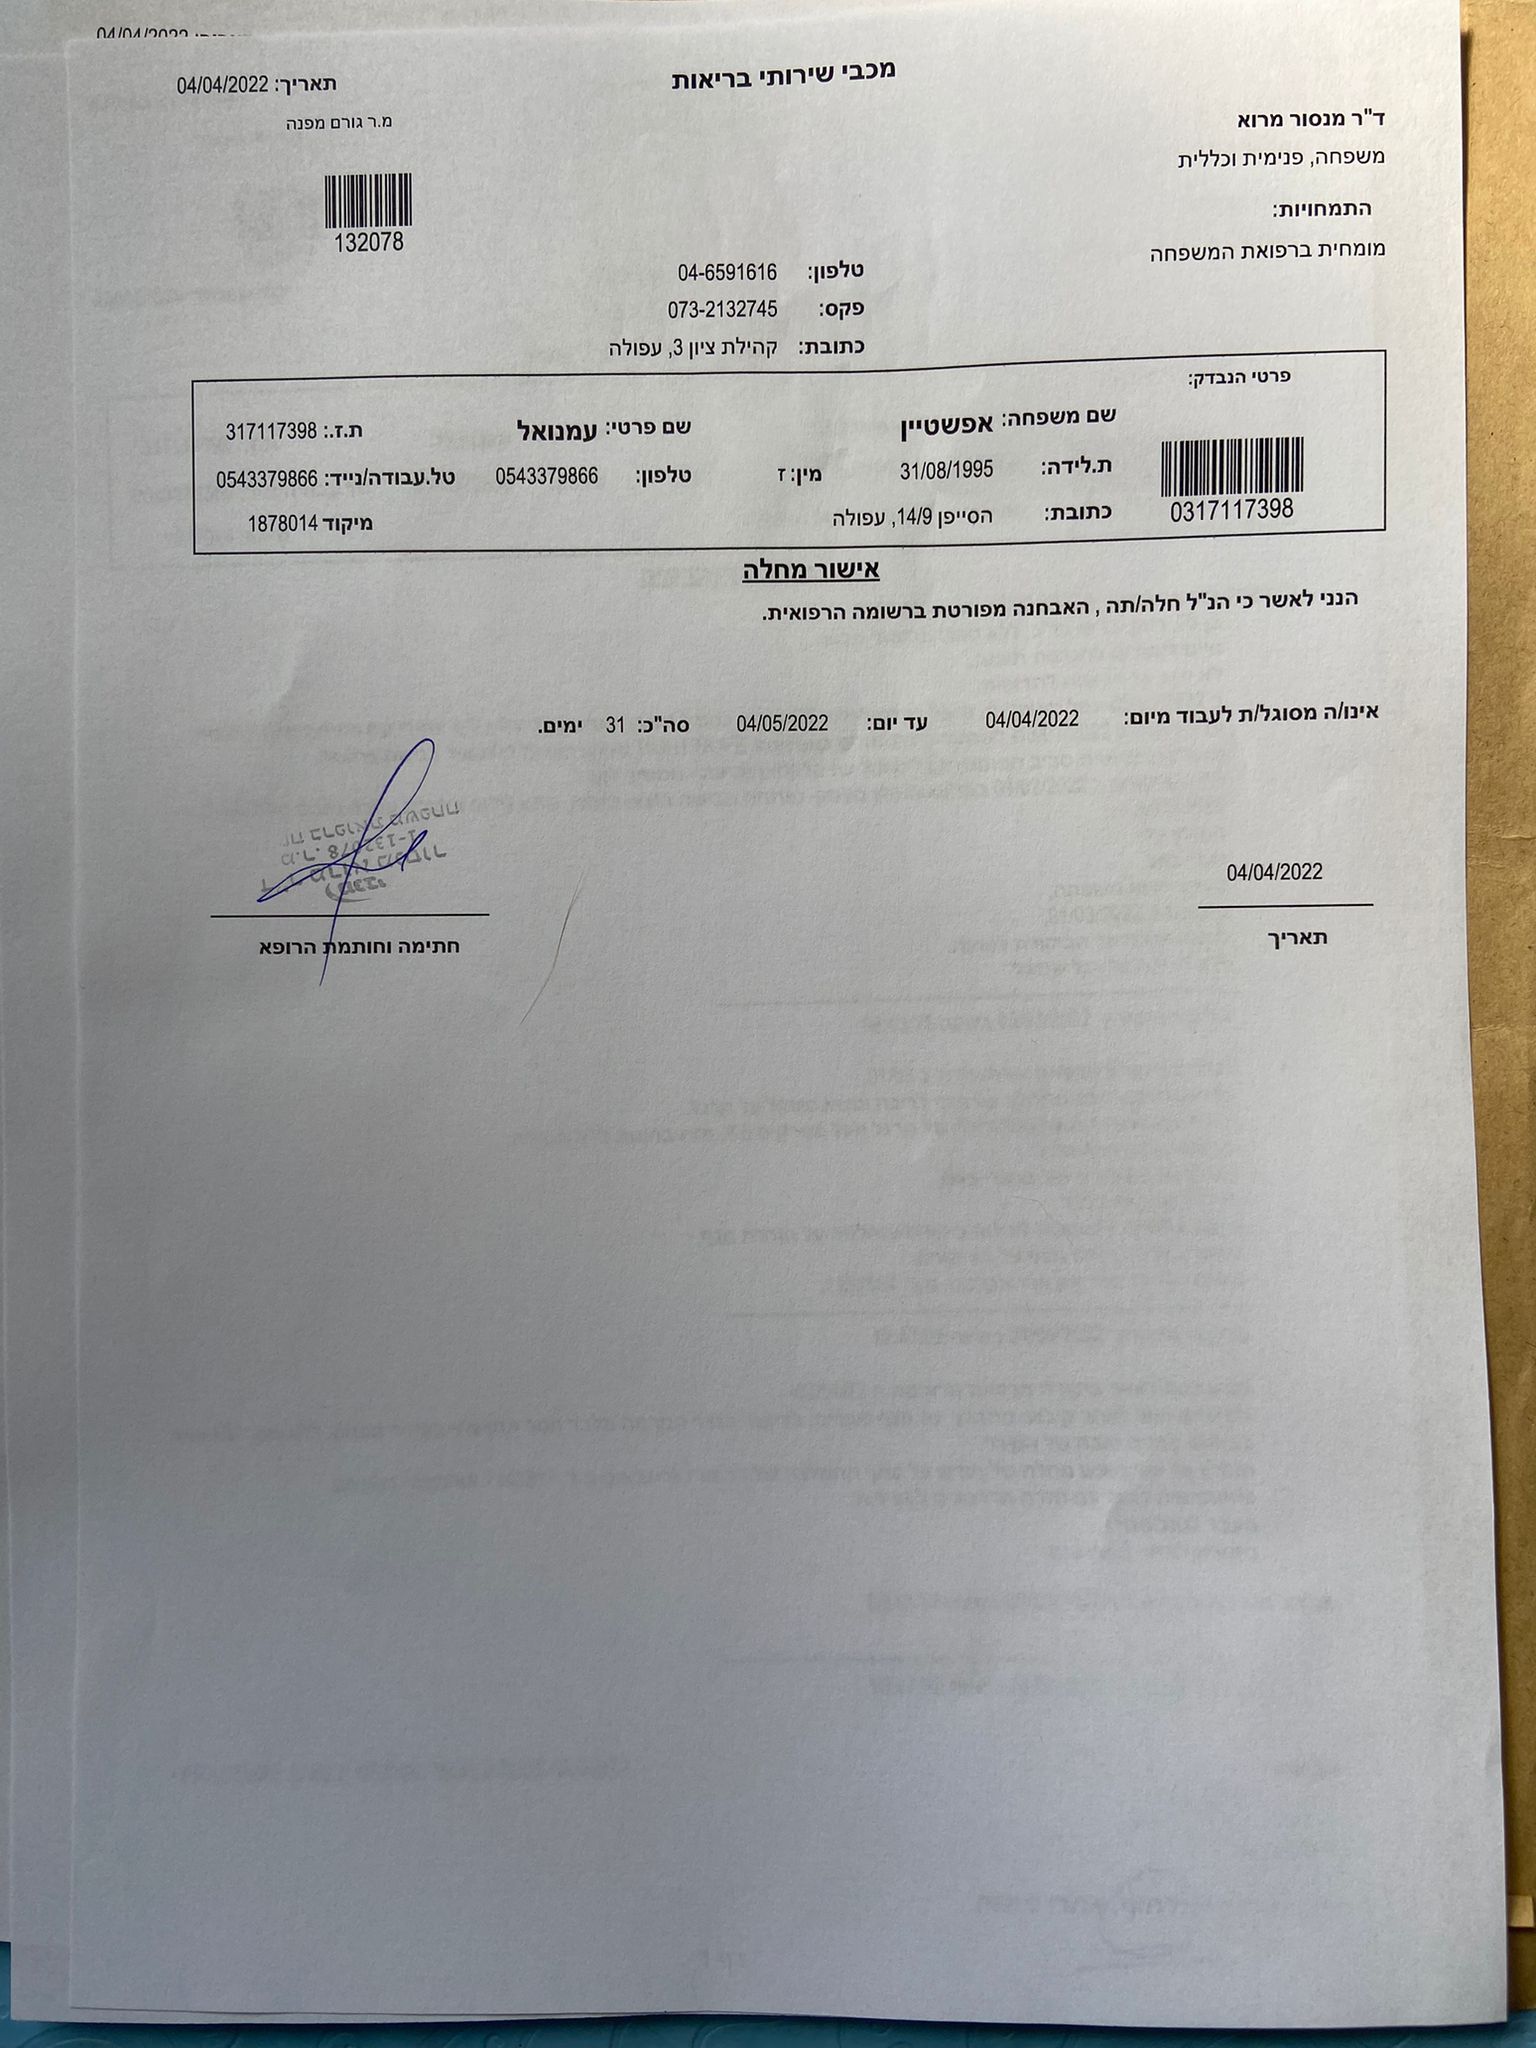 04/04/2022
מכבי שירותי בריאות
תאריך: 04/04/2022
ד"ר מנסור מרוא
מ.ר גורם מפנה
משפחה, פנימית וכללית
132078
התמחויות:
מומחית ברפואת המשפחה
טלפון: 04-6591616
פקס: 073-2132745
כתובת: קהילת ציון 3, עפולה
פרטי הנבדק:
שם משפחה: אפשטיין שם פרטי: עמנואל ת.ז.: 317117398
ת.לידה: 31/08/1995 מין: ז טלפון: 0543379866 טל.עבודה/נייד: 0543379866
0317117398
כתובת: הסייפן 14/9, עפולה מיקוד 1878014
אישור מחלה
הנני לאשר כי הנ"ל חלה/תה , האבחנה מפורטת ברשומה הרפואית.
אינו/ה מסוגל/ת לעבוד מיום: 04/04/2022 עד יום: 04/05/2022 סה"כ: 31 ימים.
ברפואת משפחה
מ.ר. 1-132078
04/04/2022
תאריך
חתימה וחותמת הרופא